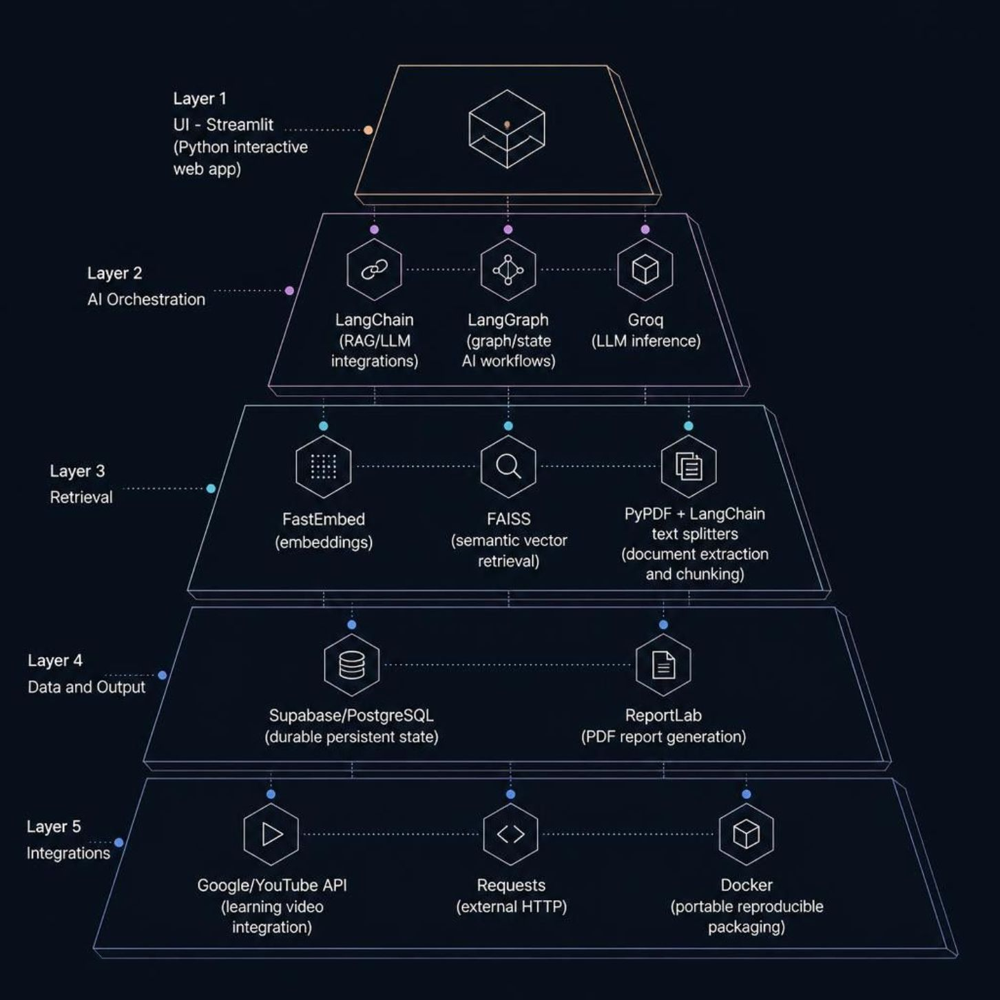 Layer 1
UI - Streamlit
(Python interactive
web app)
Layer 2
AI Orchestration
LangChain
(RAG/LLM
integrations)
LangGraph
(graph/state
AI workflows)
Groq
(LLM inference)
Layer 3
Retrieval
FastEmbed
(embeddings)
FAISS
(semantic vector
retrieval)
PyPDF + LangChain
text splitters
(document extraction
and chunking)
Layer 4
Data and Output
Supabase/PostgreSQL
(durable persistent state)
ReportLab
(PDF report generation)
Layer 5
Integrations
Google/YouTube API
(learning video
integration)
Requests
(external HTTP)
Docker
(portable reproducible
packaging)